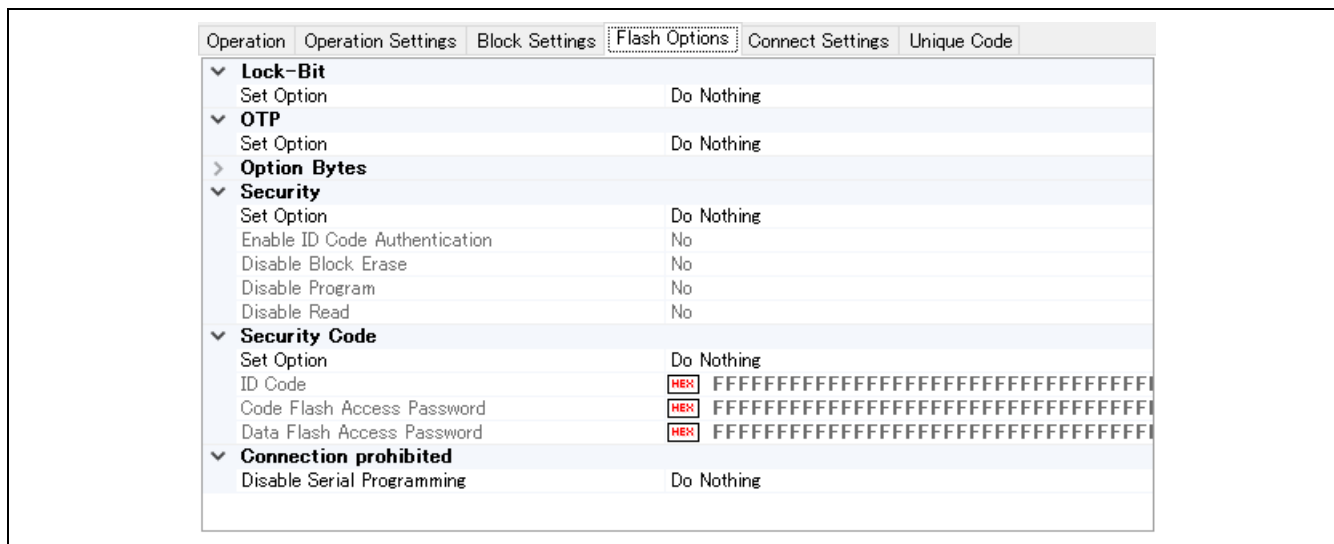 Operation Operation Settings Block Settings Flash Options Connect Settings Unique Code
Lock-Bit
Set Option Do Nothing
OTP
Set Option Do Nothing
Option Bytes
Security
Set Option Do Nothing
Enable ID Code Authentication No
Disable Block Erase No
Disable Program No
Disable Read No
Security Code
Set Option Do Nothing
ID Code HEX FFFFFFFFFFFFFFFFFFFFFFFFFFFFFFF
Code Flash Access Password HEX FFFFFFFFFFFFFFFFFFFFFFFFFFFFFFF
Data Flash Access Password HEX FFFFFFFFFFFFFFFFFFFFFFFFFFFFFFF
Connection prohibited
Disable Serial Programming Do Nothing